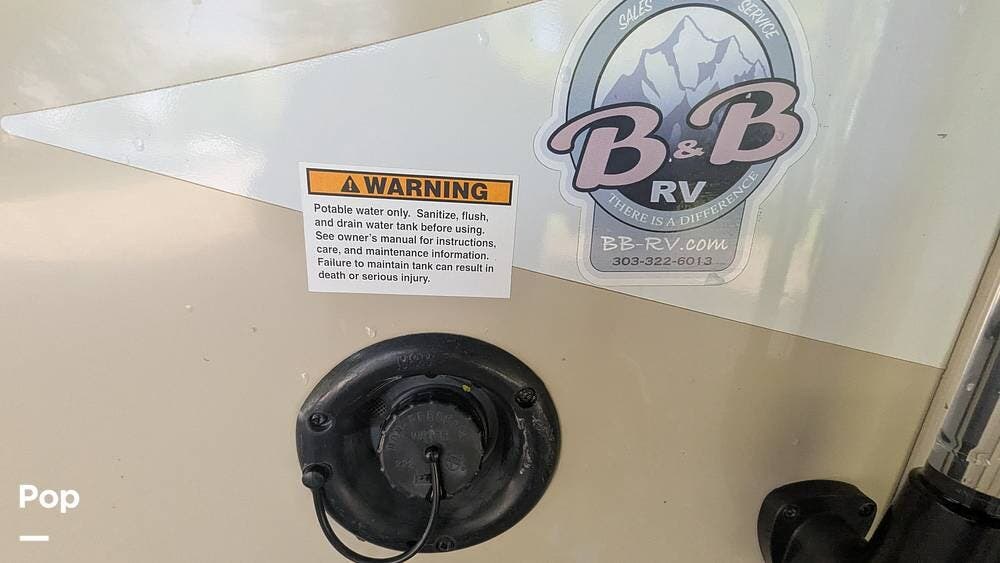 SALES
SERVICE
B & B
RV
THERE IS A DIFFERENCE
BB-RV.com
303-322-6013
WARNING
Potable water only. Sanitize, flush,
and drain water tank before using.
See owner's manual for instructions,
care, and maintenance information.
Failure to maintain tank can result in
death or serious injury.
Pop